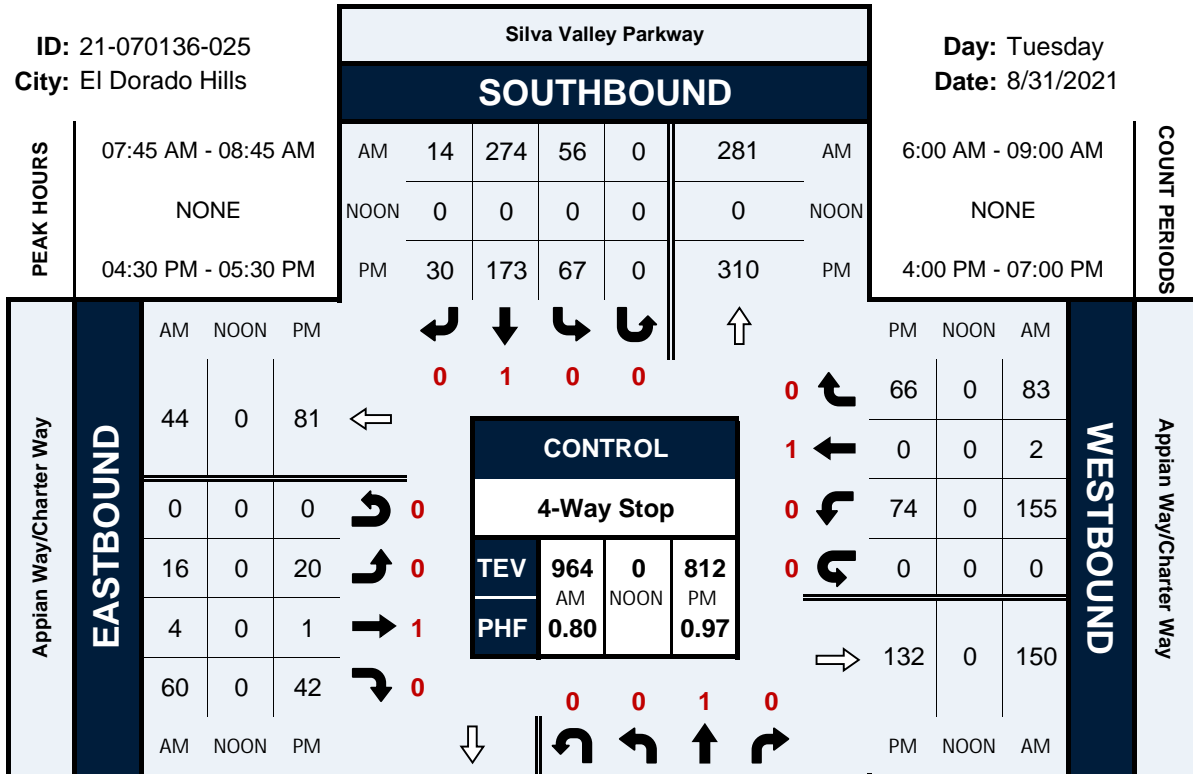 ID: 21-070136-025
City: El Dorado Hills
Silva Valley Parkway
SOUTHBOUND
Day: Tuesday
Date: 8/31/2021
PEAK HOURS
07:45 AM - 08:45 AM
NONE
04:30 PM - 05:30 PM
AM 14 274 56 0 281 AM
NOON 0 0 0 0 0 NOON
PM 30 173 67 0 310 PM
6:00 AM - 09:00 AM
NONE
4:00 PM - 07:00 PM
COUNT PERIODS
0 1 0 0
Appian Way/Charter Way
EASTBOUND
AM NOON PM
44 0 81
0 0 0 0
16 0 20 0
4 0 1 1
60 0 42 0
AM NOON PM
CONTROL
4-Way Stop
TEV 964 0 812
AM NOON PM
PHF 0.80 0.97
PM NOON AM
0 66 0 83
1 0 0 2
0 74 0 155
0 0 0 0
132 0 150
PM NOON AM
WESTBOUND
Appian Way/Charter Way
0 0 1 0